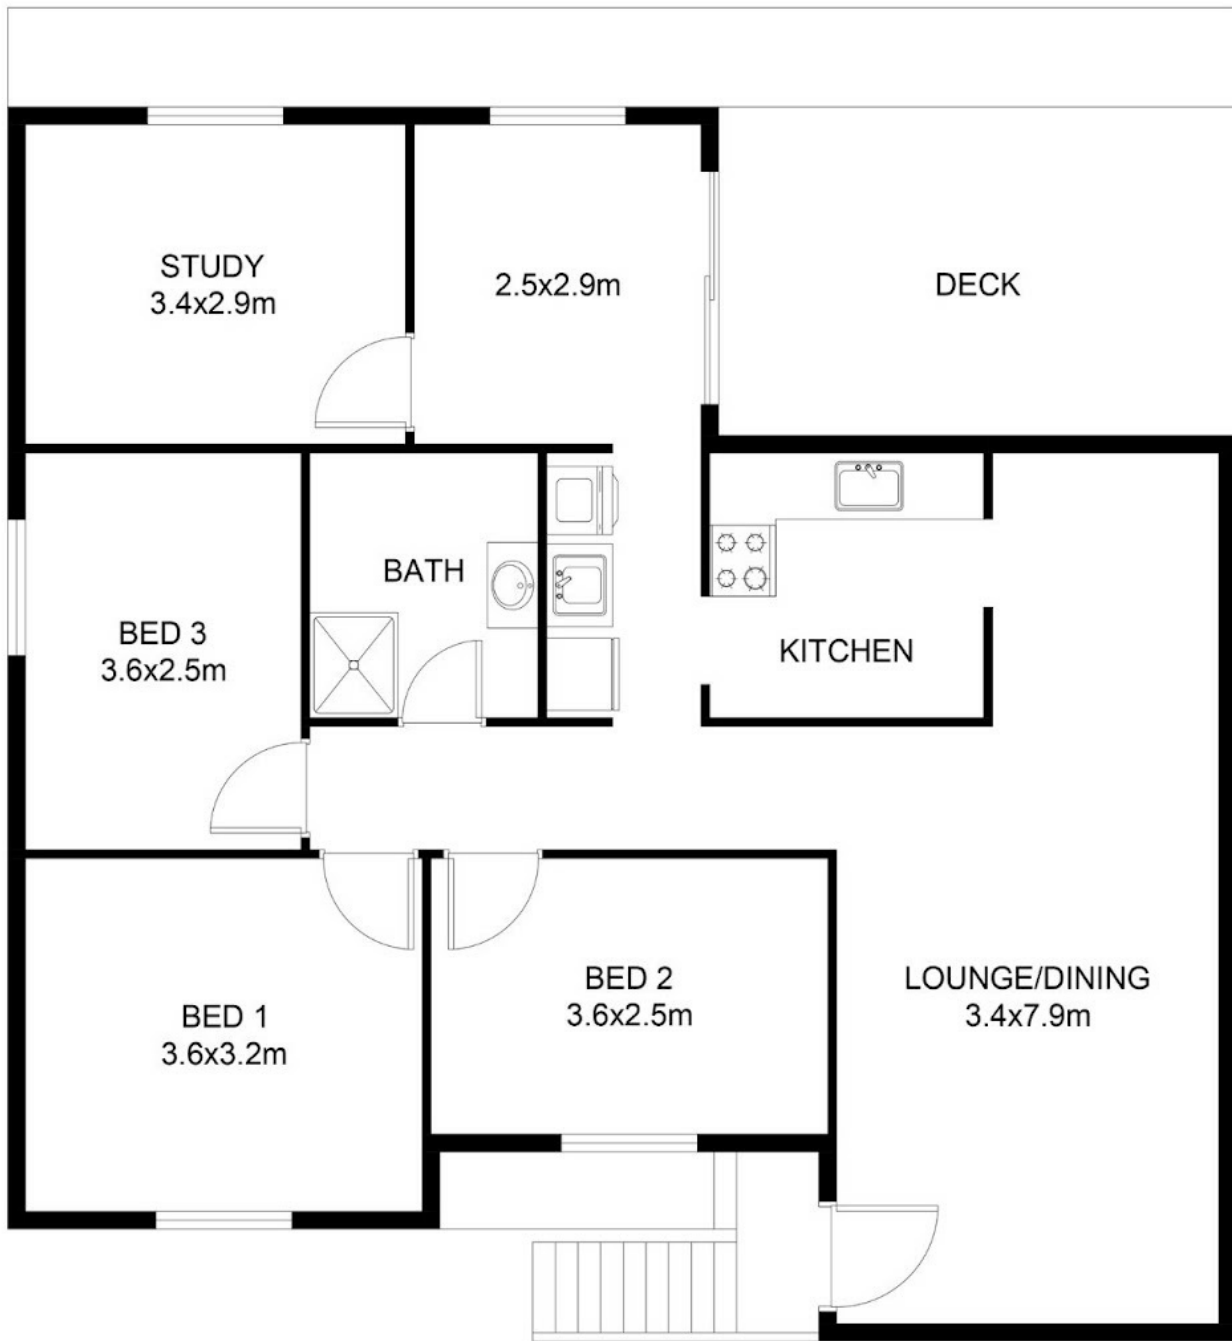 STUDY
3.4x2.9m
2.5x2.9m
DECK
BATH
BED 3
3.6x2.5m
KITCHEN
BED 1
3.6x3.2m
BED 2
3.6x2.5m
LOUNGE/DINING
3.4x7.9m